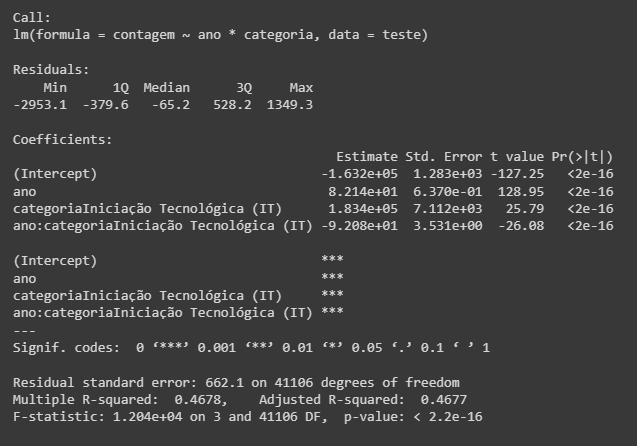 Call:
lm(formula = contagem ~ ano * categoria, data = teste)
Residuals:
    Min      1Q  Median      3Q     Max
-2953.1  -379.6   -65.2   528.2  1349.3
Coefficients:
                                       Estimate Std. Error t value Pr(>|t|)
(Intercept)                          -1.632e+05  1.283e+03 -127.25   <2e-16
ano                                   8.214e+01  6.370e-01  128.95   <2e-16
categoriaIniciação Tecnológica (IT)   1.834e+05  7.112e+03   25.79   <2e-16
ano:categoriaIniciação Tecnológica (IT) -9.208e+01  3.531e+00  -26.08   <2e-16
(Intercept)                          ***
ano                                  ***
categoriaIniciação Tecnológica (IT)  ***
ano:categoriaIniciação Tecnológica (IT) ***
---
Signif. codes:  0 ‘***’ 0.001 ‘**’ 0.01 ‘*’ 0.05 ‘.’ 0.1 ‘ ’ 1
Residual standard error: 662.1 on 41106 degrees of freedom
Multiple R-squared:  0.4678,    Adjusted R-squared:  0.4677
F-statistic: 1.204e+04 on 3 and 41106 DF,  p-value: < 2.2e-16